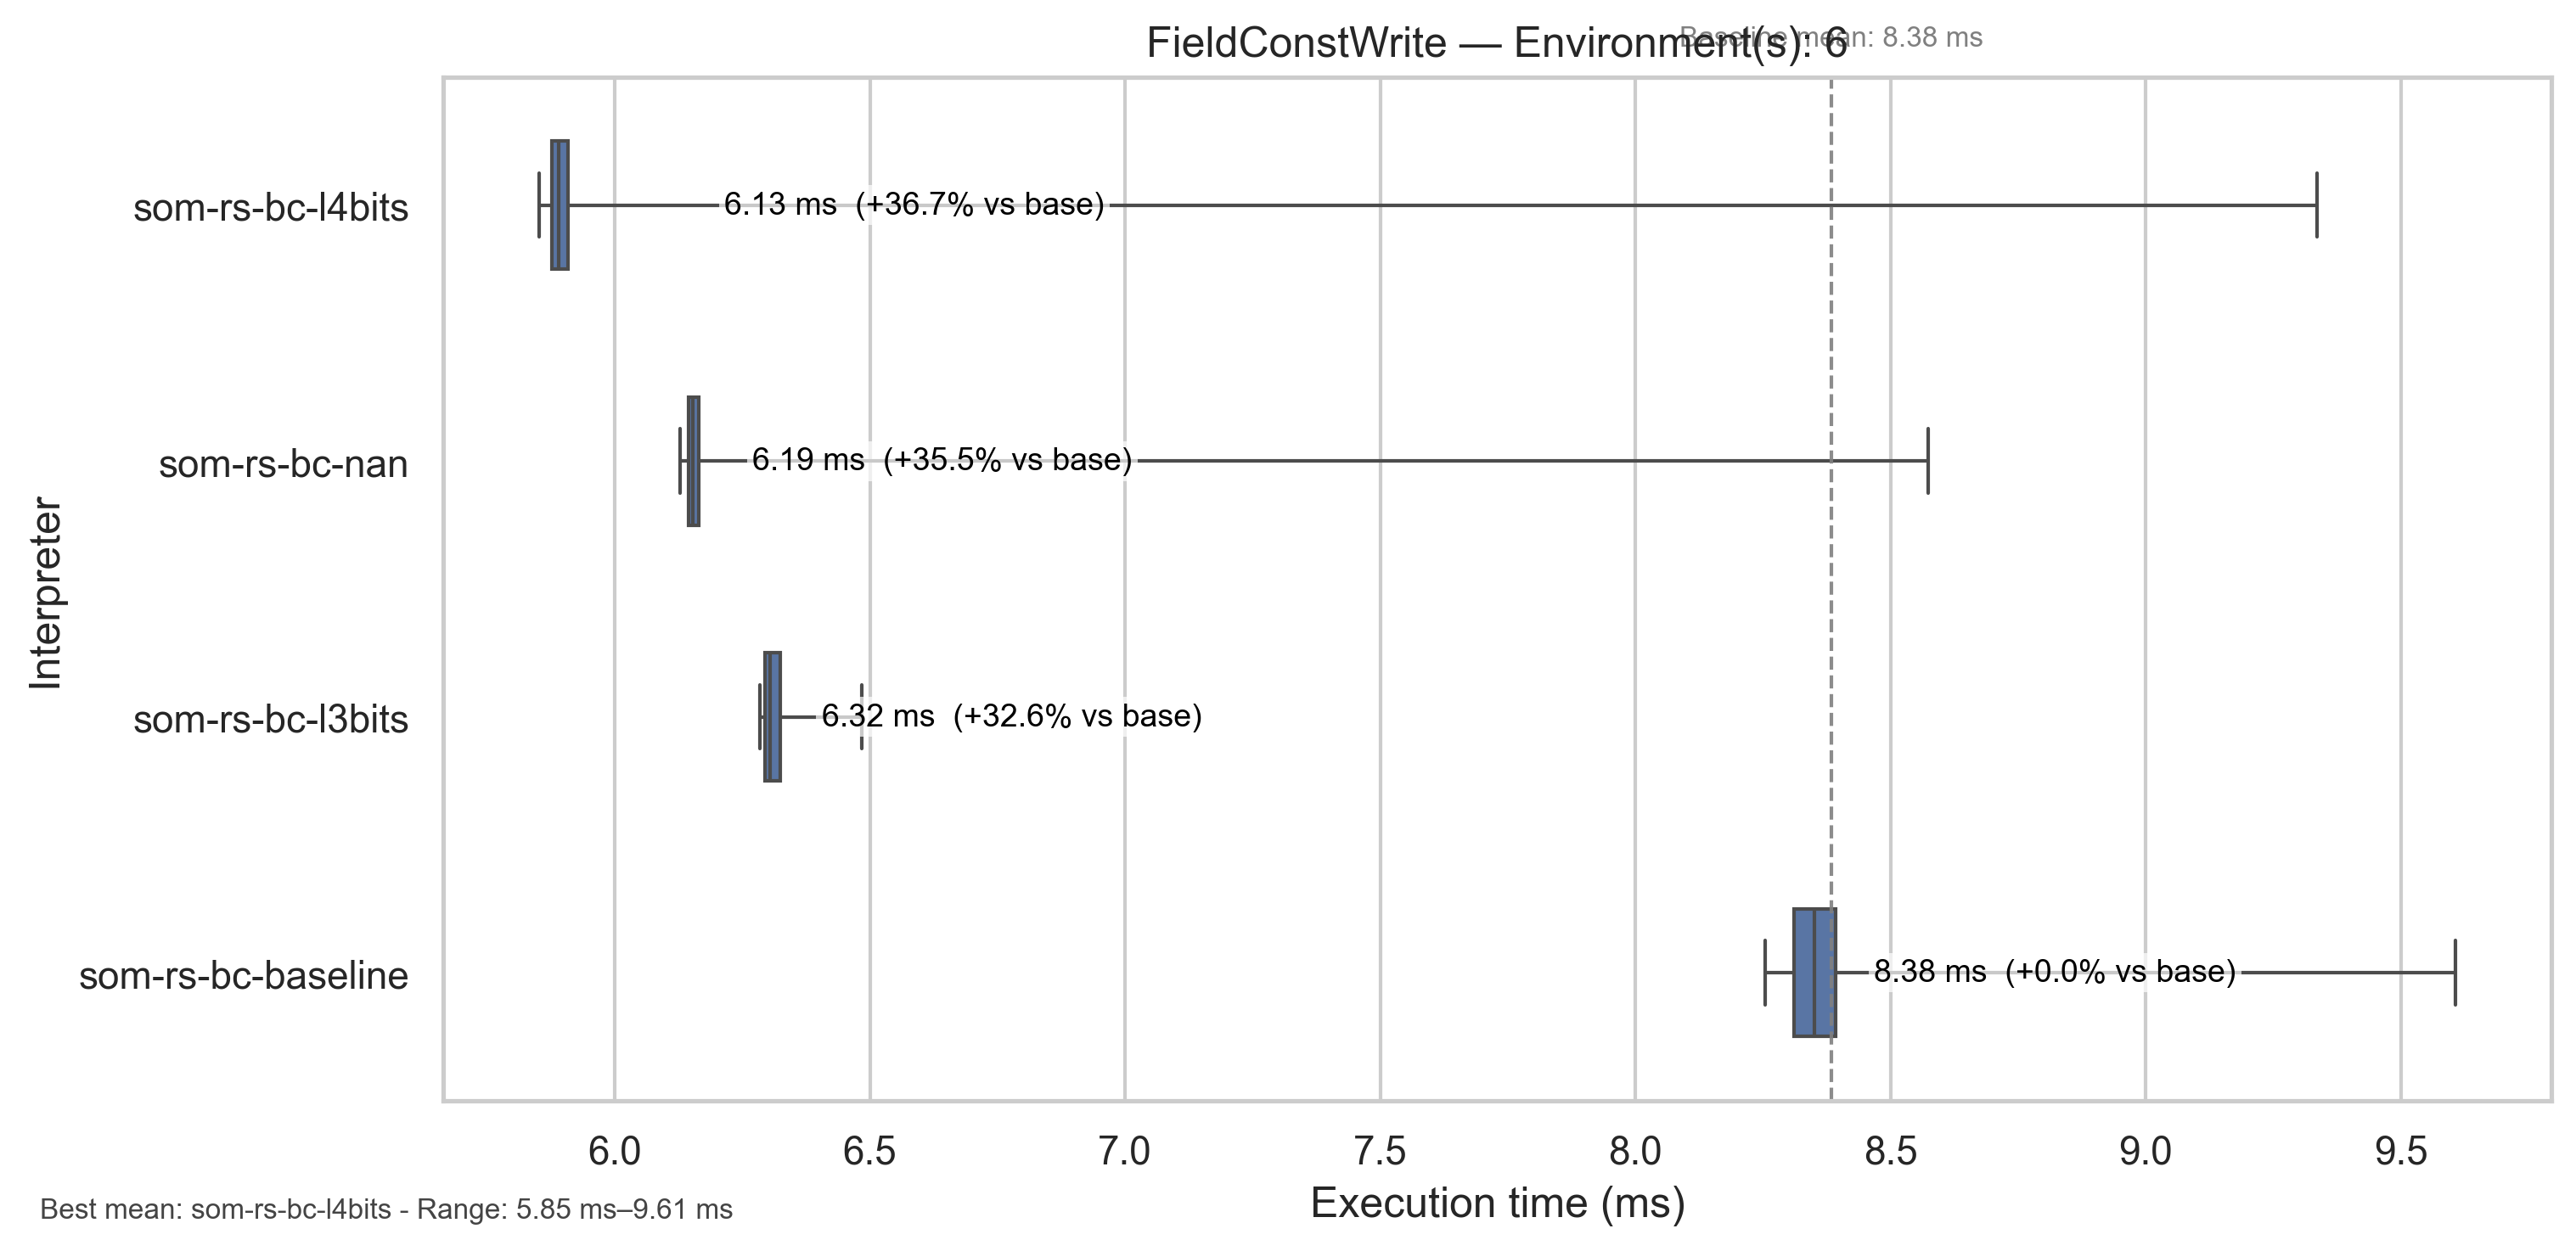 FieldConstWrite — Environment(s): 6
Baseline mean: 8.38 ms
som-rs-bc-l4bits
6.13 ms (+36.7% vs base)
som-rs-bc-nan
6.19 ms (+35.5% vs base)
Interpreter
som-rs-bc-l3bits
6.32 ms (+32.6% vs base)
som-rs-bc-baseline
8.38 ms (+0.0% vs base)
6.0 6.5 7.0 7.5 8.0 8.5 9.0 9.5
Execution time (ms)
Best mean: som-rs-bc-l4bits - Range: 5.85 ms–9.61 ms